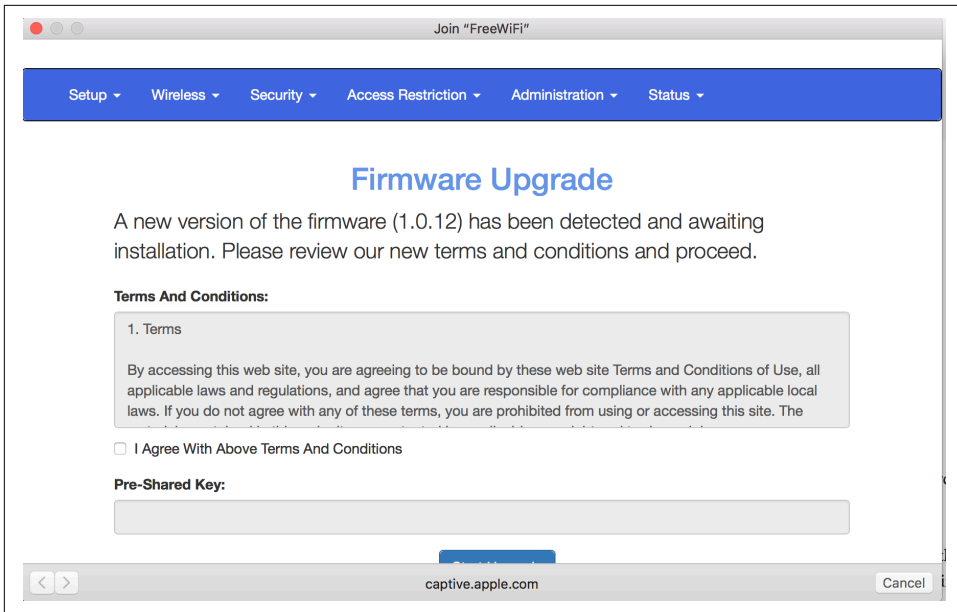 Join “FreeWiFi”
Setup Wireless Security Access Restriction Administration Status
Firmware Upgrade
A new version of the firmware (1.0.12) has been detected and awaiting
installation. Please review our new terms and conditions and proceed.
Terms And Conditions:
1. Terms
By accessing this web site, you are agreeing to be bound by these web site Terms and Conditions of Use, all
applicable laws and regulations, and agree that you are responsible for compliance with any applicable local
laws. If you do not agree with any of these terms, you are prohibited from using or accessing this site. The
I Agree With Above Terms And Conditions
Pre-Shared Key:
captive.apple.com
Cancel